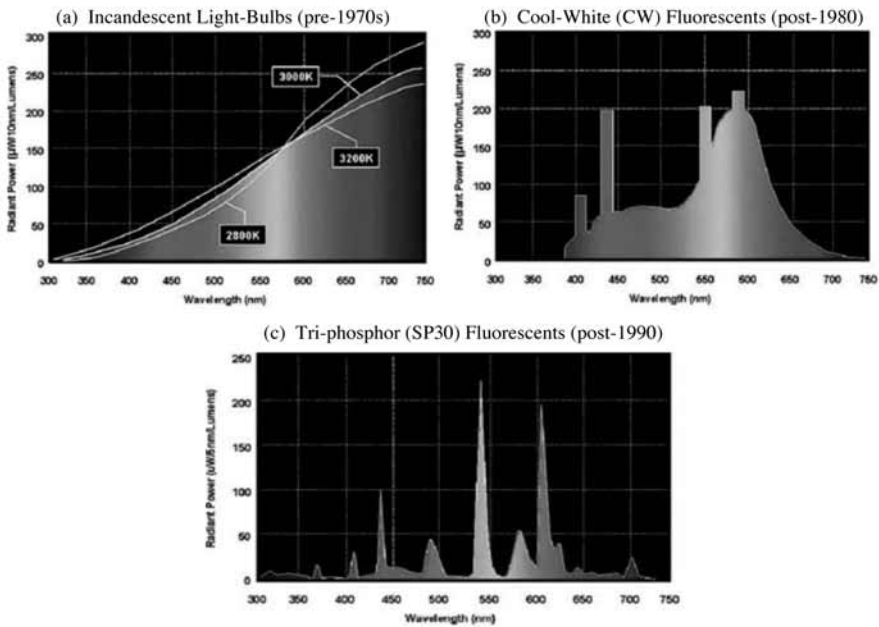 (a) Incandescent Light-Bulbs (pre-1970s)
(b) Cool-White (CW) Fluorescents (post-1980)
Radiant Power (µW/10nm/Lumens)
300
250
200
150
100
50
0
3000K
3200K
2800K
300 350 400 450 500 550 600 650 700 750
Wavelength (nm)
Radiant Power (µW/10nm/Lumens)
300
250
200
150
100
50
0
300 350 400 450 500 550 600 650 700 750
Wavelength (nm)
(c) Tri-phosphor (SP30) Fluorescents (post-1990)
Radiant Power (uW/5nm/Lumens)
250
200
150
100
50
0
300 350 400 450 500 550 600 650 700 750
Wavelength (nm)